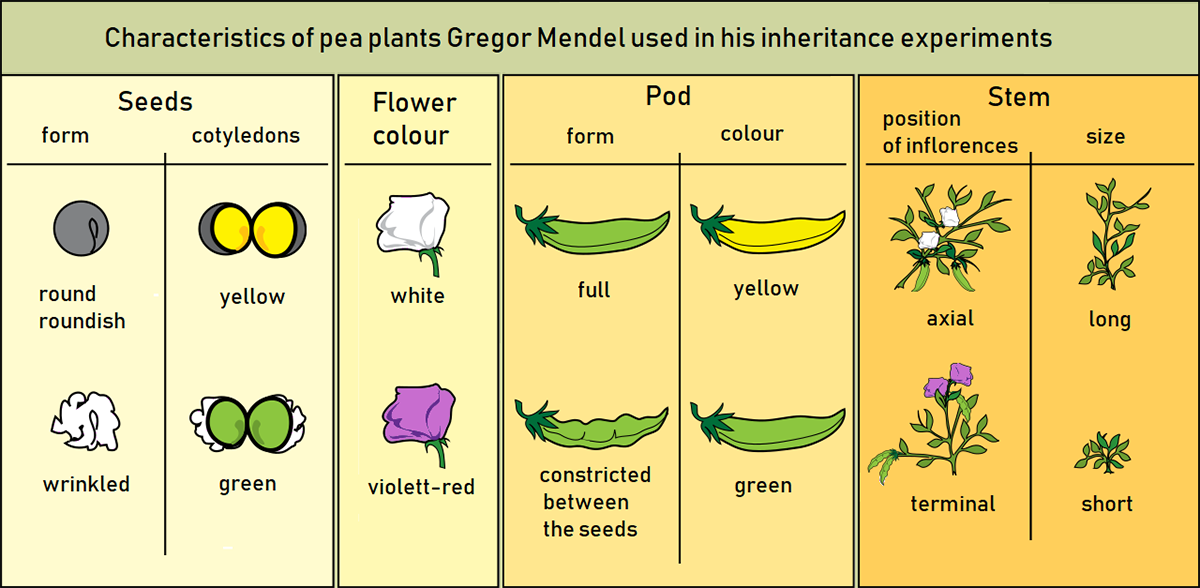 Characteristics of pea plants Gregor Mendel used in his inheritance experiments
Seeds
form
cotyledons
round
roundish
yellow
wrinkled
green
Flower
colour
white
violett-red
Pod
form
colour
full
yellow
constricted
between
the seeds
green
Stem
position
of inflorences
size
axial
long
terminal
short